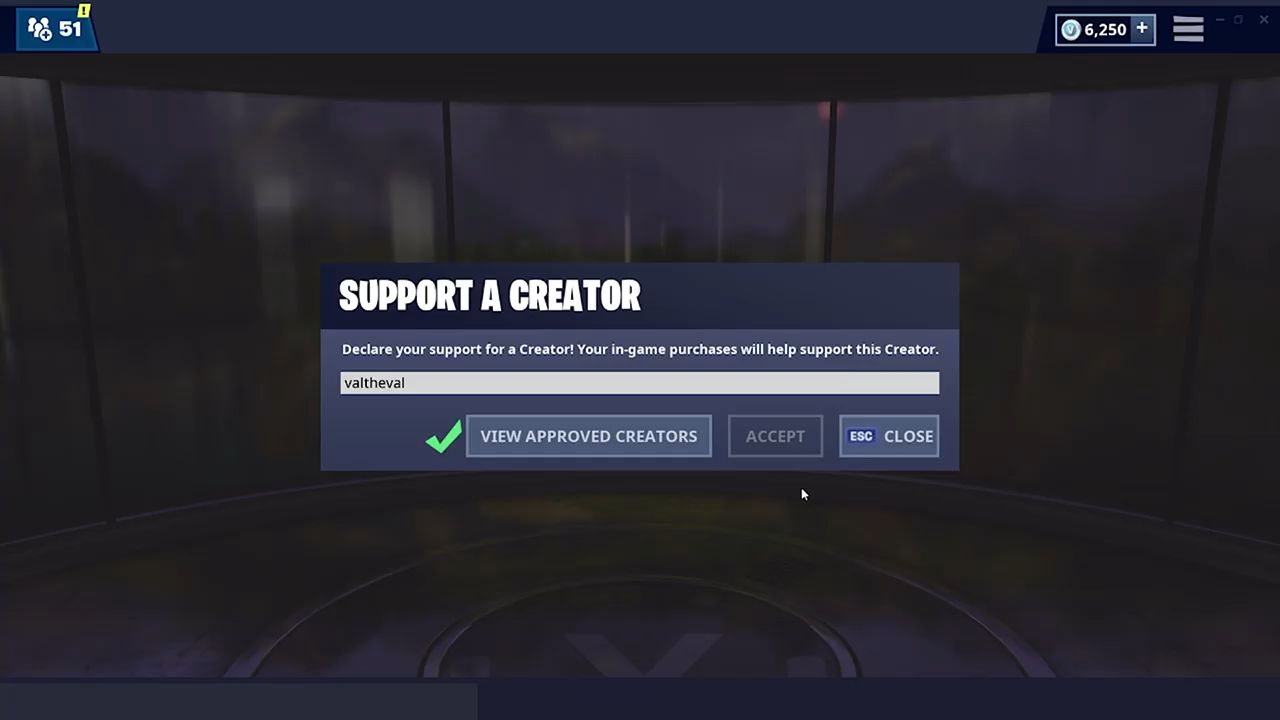 51
!
6,250 +
SUPPORT A CREATOR
Declare your support for a Creator! Your in-game purchases will help support this Creator.
valtheval
VIEW APPROVED CREATORS
ACCEPT
ESC CLOSE